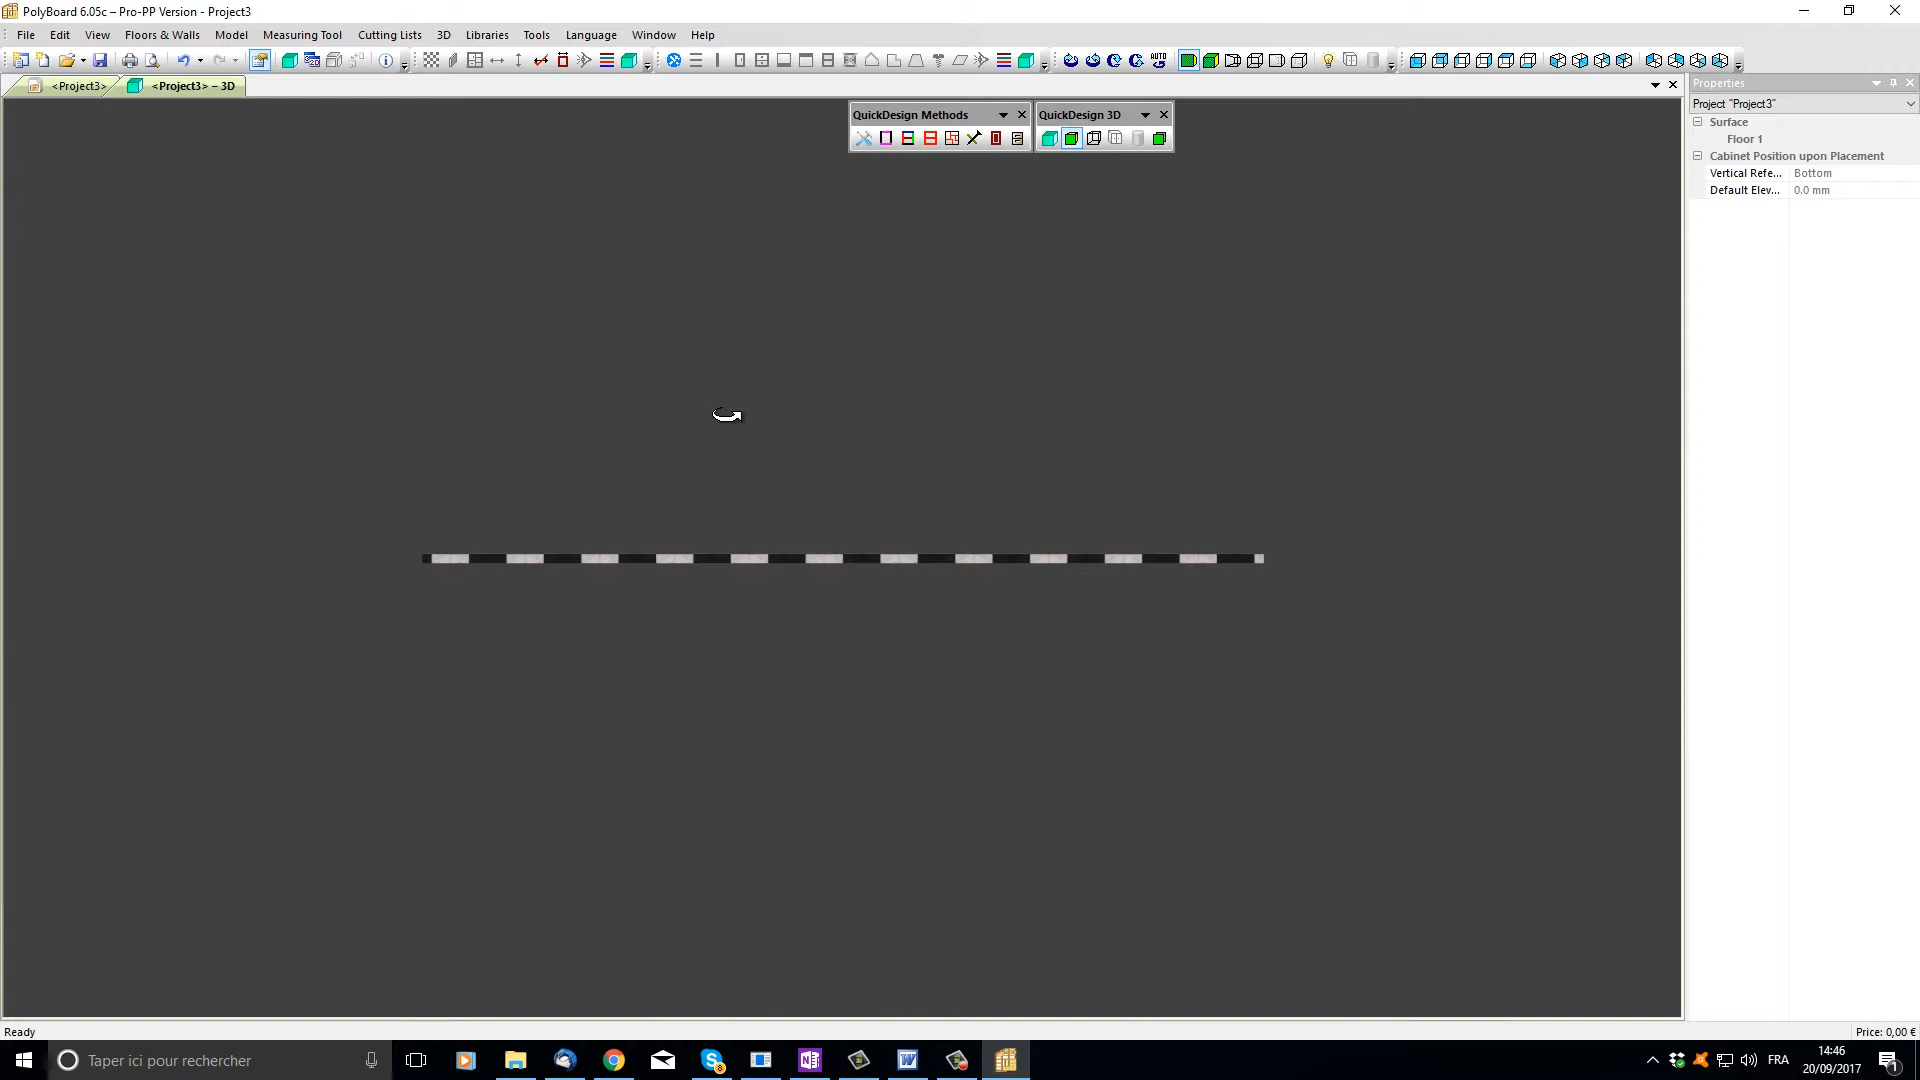 PolyBoard 6.05c – Pro-PP Version - Project3
File Edit View Floors & Walls Model Measuring Tool Cutting Lists 3D Libraries Tools Language Window Help
AUTO
<Project3> <Project3> – 3D
Properties
QuickDesign Methods QuickDesign 3D
Project "Project3"
Surface
Floor 1
Cabinet Position upon Placement
Vertical Refe... Bottom
Default Elev... 0.0 mm
Ready Price: 0,00 €
Taper ici pour rechercher
FRA
14:46
20/09/2017